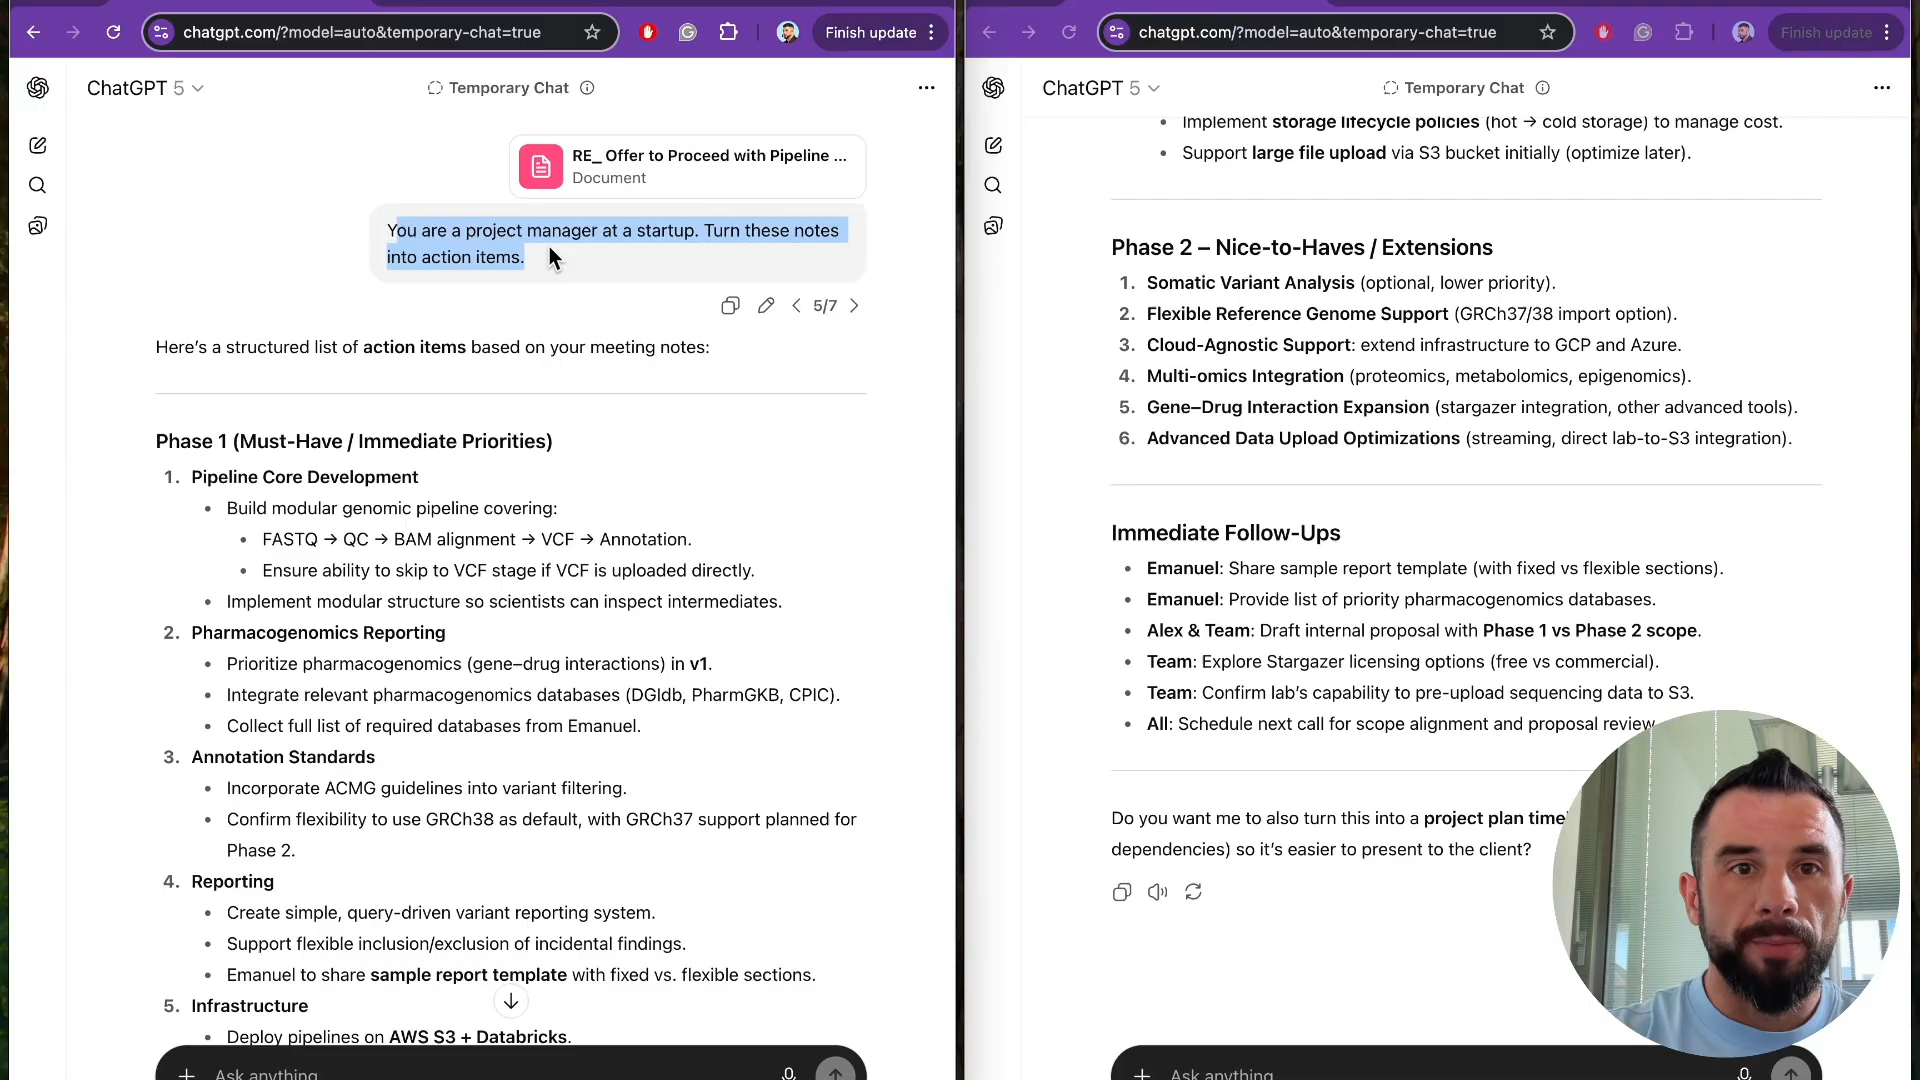 chatgpt.com/?model=auto&temporary-chat=true
Finish update
ChatGPT 5
Temporary Chat
RE_ Offer to Proceed with Pipeline ...
Document
You are a project manager at a startup. Turn these notes
into action items.
5/7
Here's a structured list of action items based on your meeting notes:
Phase 1 (Must-Have / Immediate Priorities)
1. Pipeline Core Development
• Build modular genomic pipeline covering:
• FASTQ → QC → BAM alignment → VCF → Annotation.
• Ensure ability to skip to VCF stage if VCF is uploaded directly.
• Implement modular structure so scientists can inspect intermediates.
2. Pharmacogenomics Reporting
• Prioritize pharmacogenomics (gene–drug interactions) in v1.
• Integrate relevant pharmacogenomics databases (DGIdb, PharmGKB, CPIC).
• Collect full list of required databases from Emanuel.
3. Annotation Standards
• Incorporate ACMG guidelines into variant filtering.
• Confirm flexibility to use GRCh38 as default, with GRCh37 support planned for
Phase 2.
4. Reporting
• Create simple, query-driven variant reporting system.
• Support flexible inclusion/exclusion of incidental findings.
• Emanuel to share sample report template with fixed vs. flexible sections.
5. Infrastructure
• Deploy pipelines on AWS S3 + Databricks.
Ask anything
chatgpt.com/?model=auto&temporary-chat=true
Finish update
ChatGPT 5
Temporary Chat
• Implement storage lifecycle policies (hot → cold storage) to manage cost.
• Support large file upload via S3 bucket initially (optimize later).
Phase 2 – Nice-to-Haves / Extensions
1. Somatic Variant Analysis (optional, lower priority).
2. Flexible Reference Genome Support (GRCh37/38 import option).
3. Cloud-Agnostic Support: extend infrastructure to GCP and Azure.
4. Multi-omics Integration (proteomics, metabolomics, epigenomics).
5. Gene–Drug Interaction Expansion (stargazer integration, other advanced tools).
6. Advanced Data Upload Optimizations (streaming, direct lab-to-S3 integration).
Immediate Follow-Ups
• Emanuel: Share sample report template (with fixed vs flexible sections).
• Emanuel: Provide list of priority pharmacogenomics databases.
• Alex & Team: Draft internal proposal with Phase 1 vs Phase 2 scope.
• Team: Explore Stargazer licensing options (free vs commercial).
• Team: Confirm lab's capability to pre-upload sequencing data to S3.
• All: Schedule next call for scope alignment and proposal review
Do you want me to also turn this into a project plan
dependencies) so it's easier to present to the client?
Ask anything